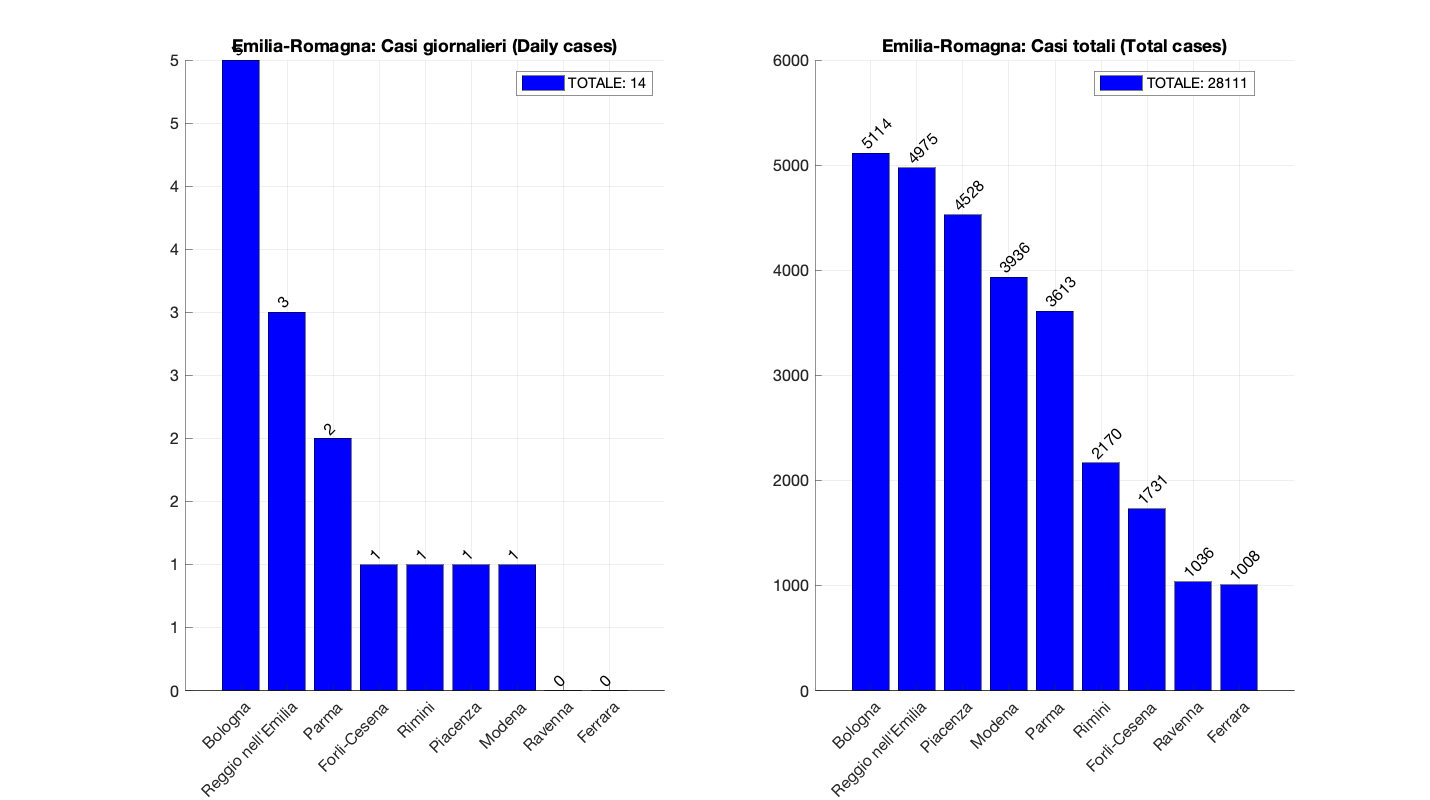 Emilia-Romagna: Casi giornalieri (Daily cases)
TOTALE: 14
5
5
4
4
3
3
2
2
1
1
0
5
3
2
1
1
1
1
0
0
Bologna
Reggio nell'Emilia
Parma
Forlì-Cesena
Rimini
Piacenza
Modena
Ravenna
Ferrara
Emilia-Romagna: Casi totali (Total cases)
TOTALE: 28111
6000
5000
4000
3000
2000
1000
0
5114
4975
4528
3936
3613
2170
1731
1036
1008
Bologna
Reggio nell'Emilia
Piacenza
Modena
Parma
Rimini
Forlì-Cesena
Ravenna
Ferrara